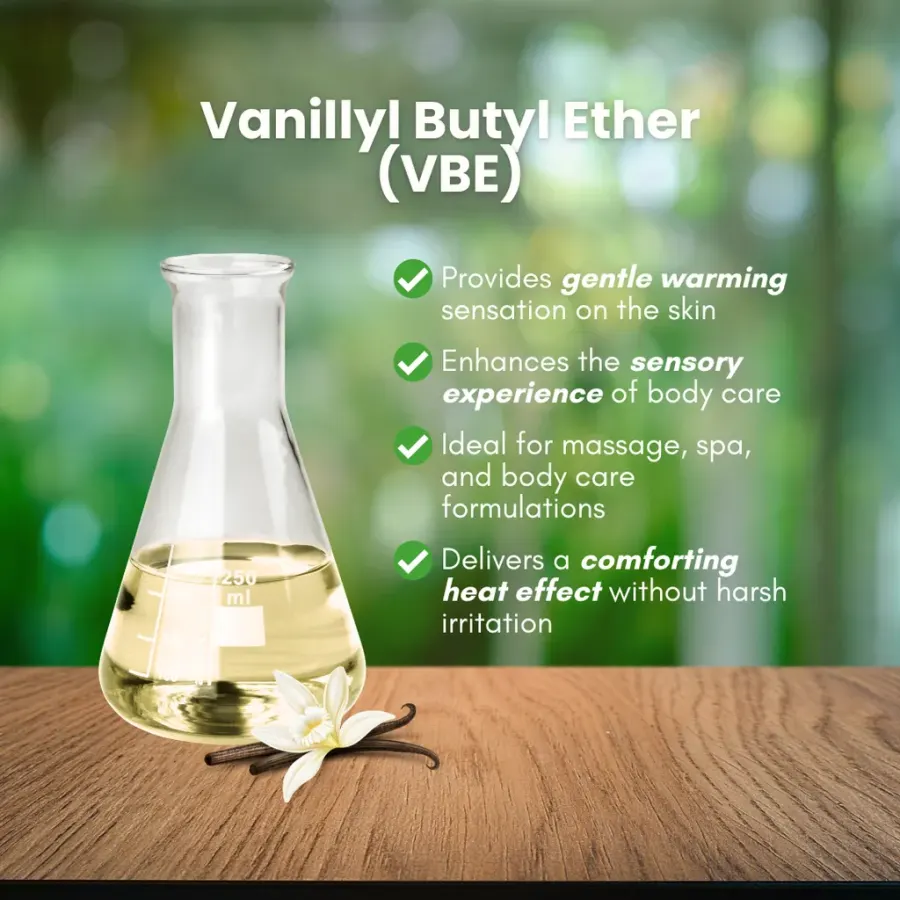 Vanillyl Butyl Ether
(VBE)
Provides gentle warming
sensation on the skin
Enhances the sensory
experience of body care
Ideal for massage, spa,
and body care
formulations
Delivers a comforting
heat effect without harsh
irritation
250
ml